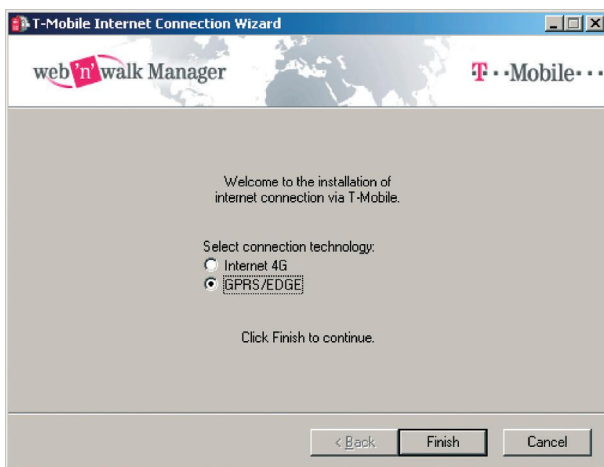 T-Mobile Internet Connection Wizard
web'n'walk Manager
T··Mobile···
Welcome to the installation of
internet connection via T-Mobile.
Select connection technology:
Internet 4G
GPRS/EDGE
Click Finish to continue.
< Back
Finish
Cancel